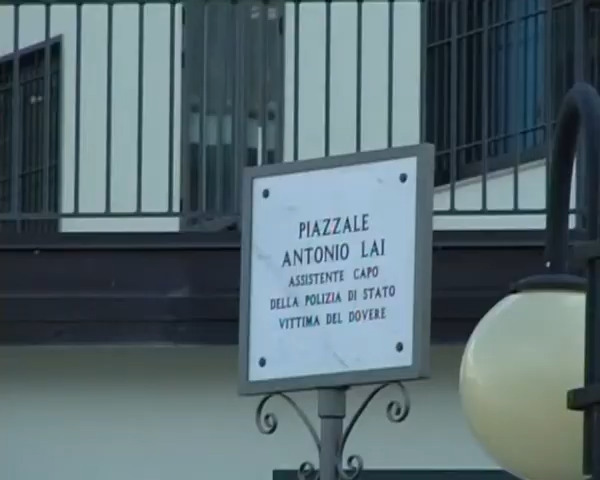 PIAZZALE
ANTONIO LAI
ASSISTENTE CAPO
DELLA POLIZIA DI STATO
VITTIMA DEL DOVERE